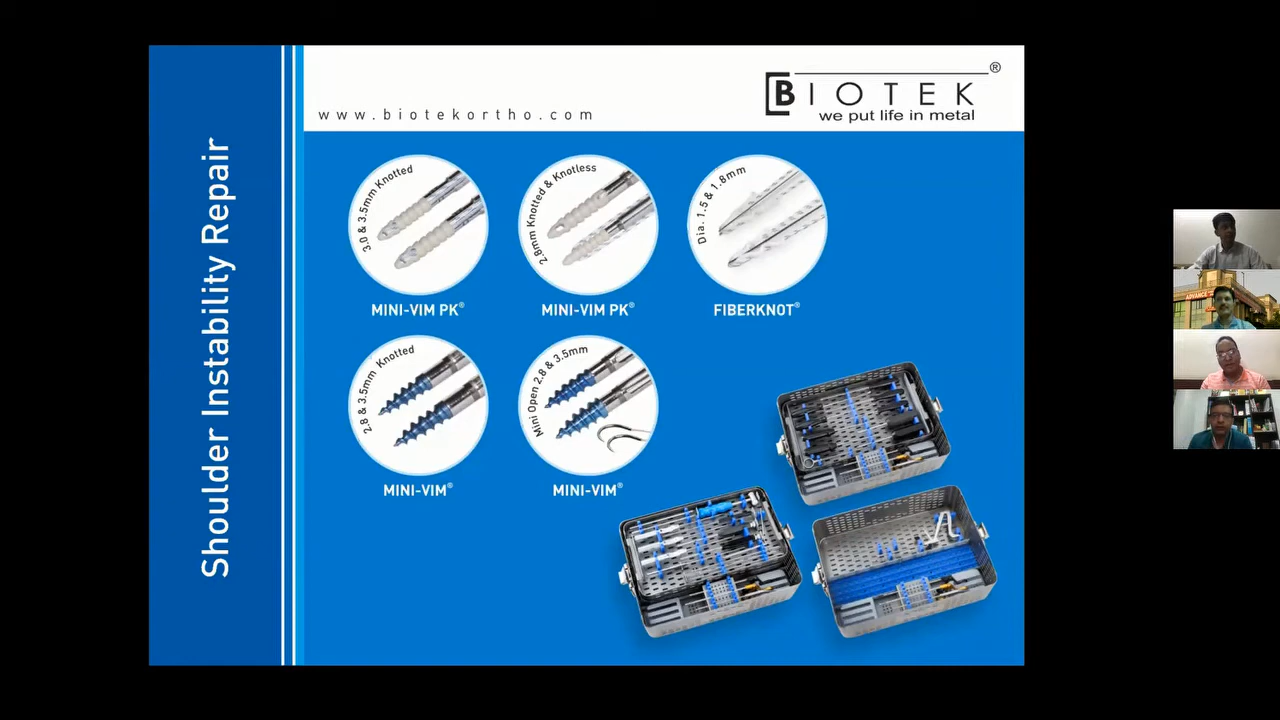 Shoulder Instability Repair
www.biotekortho.com
BIOTEK®
we put life in metal
3.0 & 3.5mm Knotted
MINI-VIM PK®
2.8mm Knotted & Knotless
MINI-VIM PK®
Dia. 1.5 & 1.8mm
FIBERKNOT®
2.8 & 3.5mm Knotted
MINI-VIM®
Mini Open 2.8 & 3.5mm
MINI-VIM®
ADVANCE